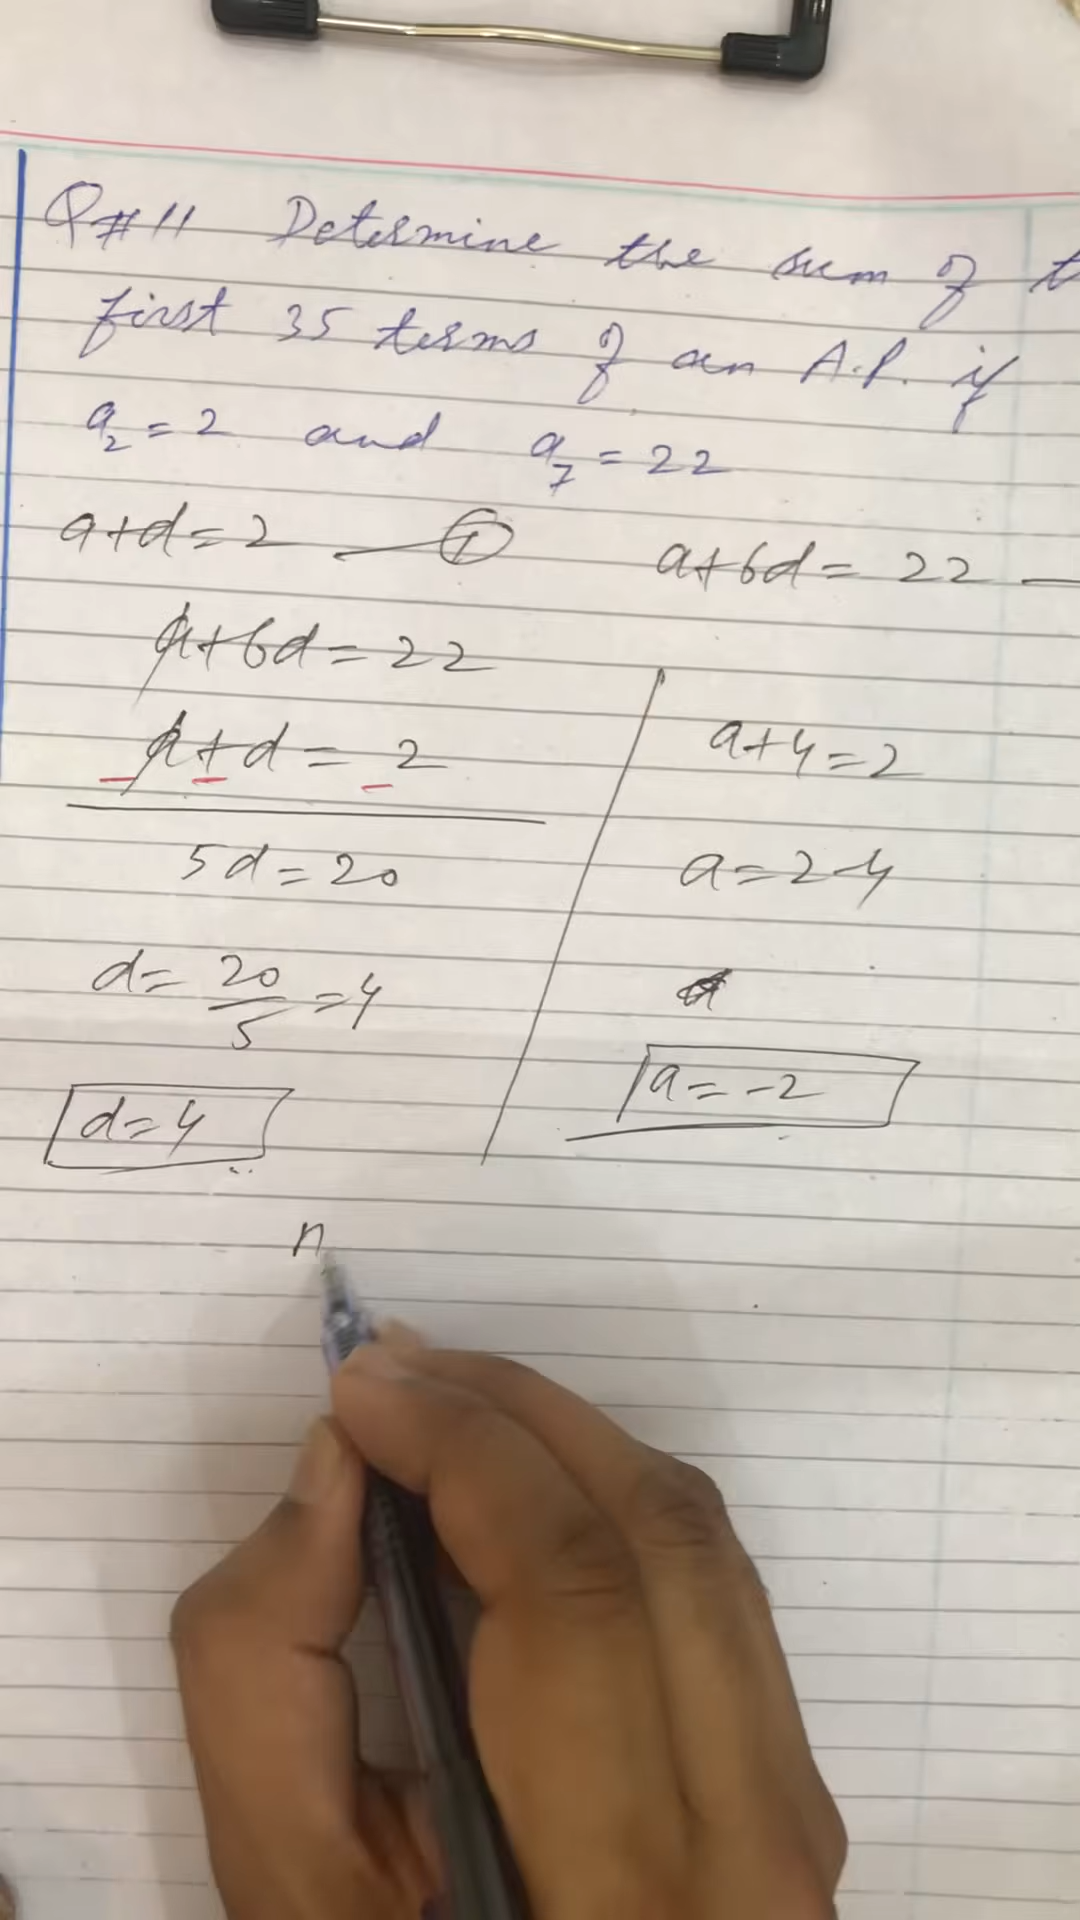 Q#11 Determine the sum of t
first 35 terms of an A.P. if
a₂ = 2 and a₇ = 22
a+d=2 — ① a+6d= 22 —
a+6d=22
a+d= 2
5d=20
d= 20/5 =4
d=4
a+4=2
a=2-4
a=-2
n